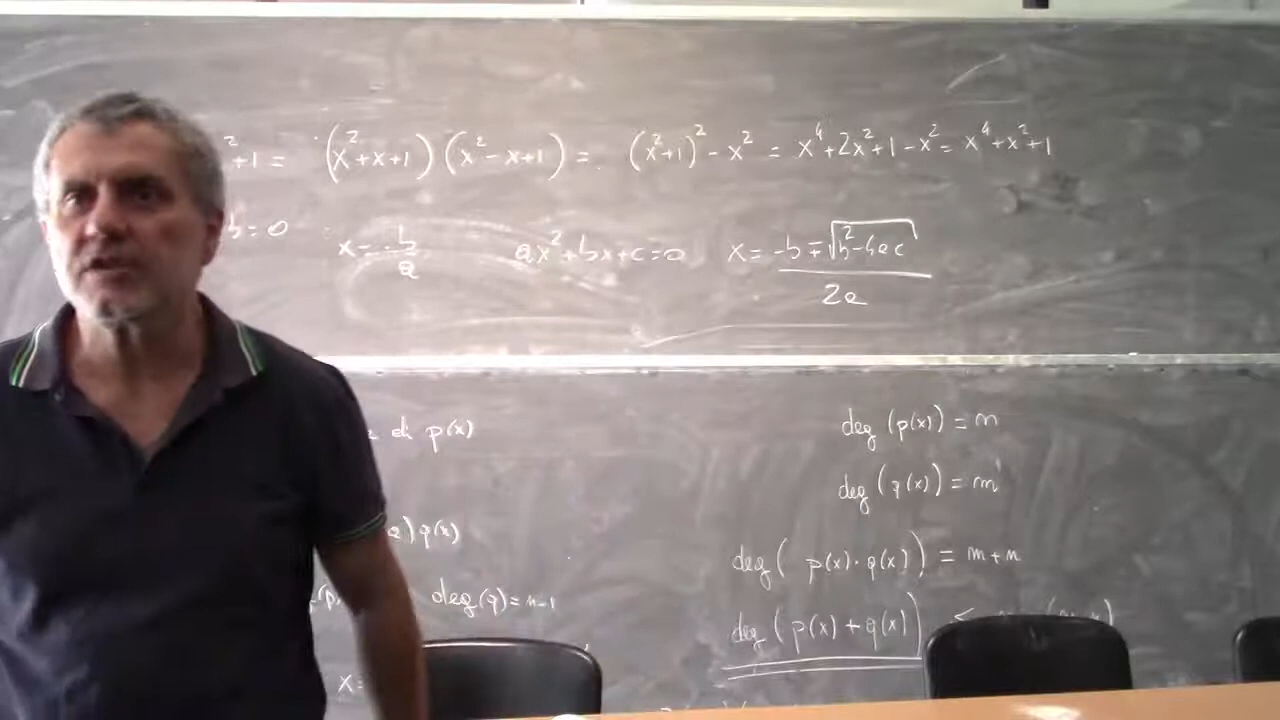 ²+1 = (x²+x+1)(x²-x+1) = (x²+1)²-x² = x⁴+2x²+1-x² = x⁴+x²+1
b=0 x=-b/a ax²+bx+c=0 x = -b∓√(b²-4ac) / 2a
di p(x) deg (p(x)) = n
deg (q(x)) = m
a) q(x)
deg ( p(x)·q(x)) = m+n
deg(q)=n-1
deg ( p(x)+q(x)) ≤
x=